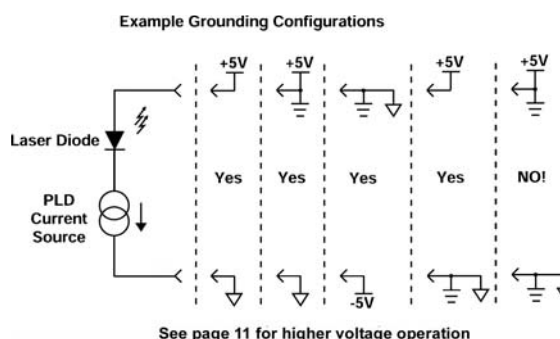 Example Grounding Configurations
+5V +5V +5V +5V
Laser Diode
PLD
Current
Source
Yes Yes Yes Yes NO!
-5V
See page 11 for higher voltage operation